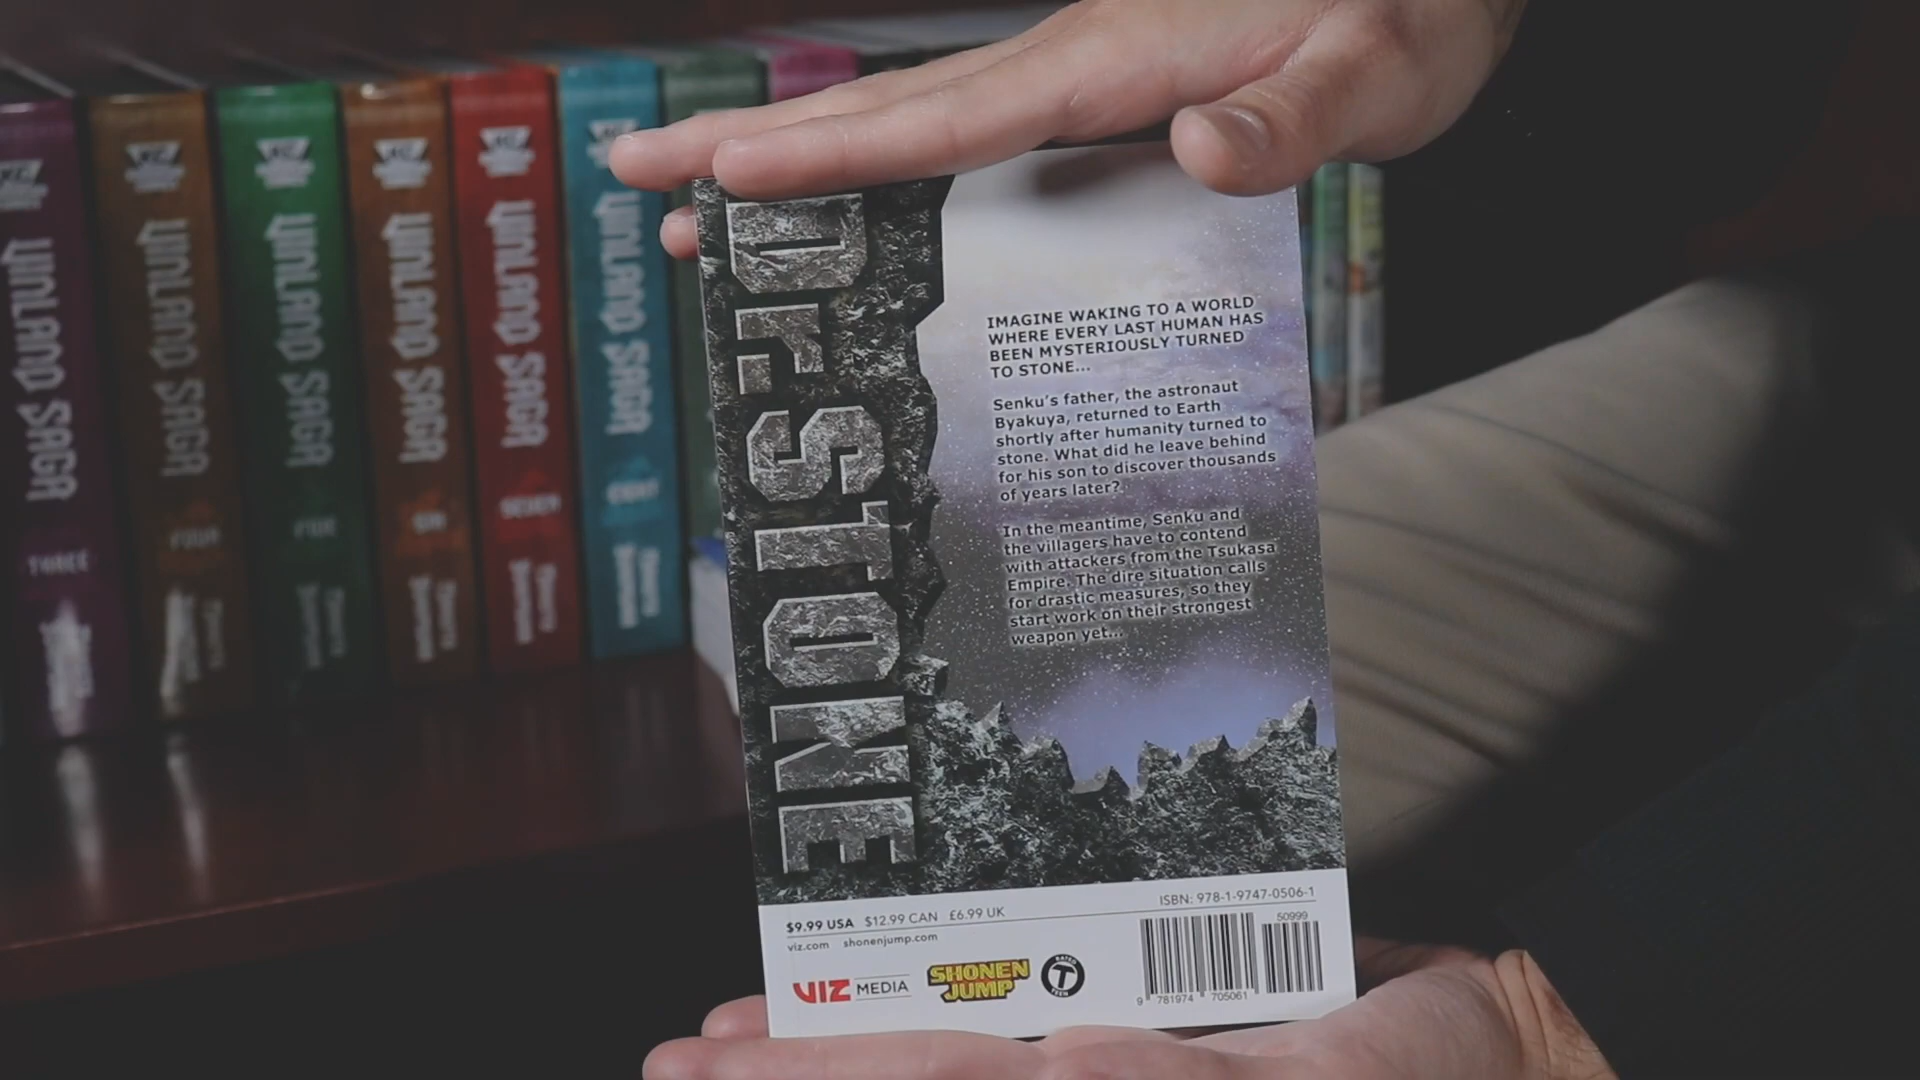 VINLAND SAGA
THREE
VINLAND SAGA
FOUR
VINLAND SAGA
FIVE
VINLAND SAGA
SIX
VINLAND SAGA
SEVEN
VINLAND SAGA
EIGHT
Dr. STONE
IMAGINE WAKING TO A WORLD
WHERE EVERY LAST HUMAN HAS
BEEN MYSTERIOUSLY TURNED
TO STONE...
Senku's father, the astronaut
Byakuya, returned to Earth
shortly after humanity turned to
stone. What did he leave behind
for his son to discover thousands
of years later?
In the meantime, Senku and
the villagers have to contend
with attackers from the Tsukasa
Empire. The dire situation calls
for drastic measures, so they
start work on their strongest
weapon yet...
$9.99 USA $12.99 CAN £6.99 UK
ISBN: 978-1-9747-0506-1
viz.com shonenjump.com
50999
VIZ MEDIA
SHONEN
JUMP
RATED
T
TEEN
9 781974 705061